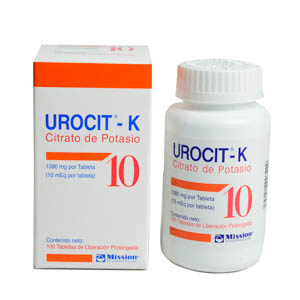 UROCIT® - K
Citrato de Potasio
1080 mg por Tableta
(10 mEq por tableta)
10
Contenido neto:
100 Tabletas de Liberación Prolongada
Mission
UROCIT® - K
Citrato de Potasio
1080 mg por Tableta
(10 mEq por tableta)
10
Contenido neto:
100 Tabletas de Liberación Prolongada
Mission